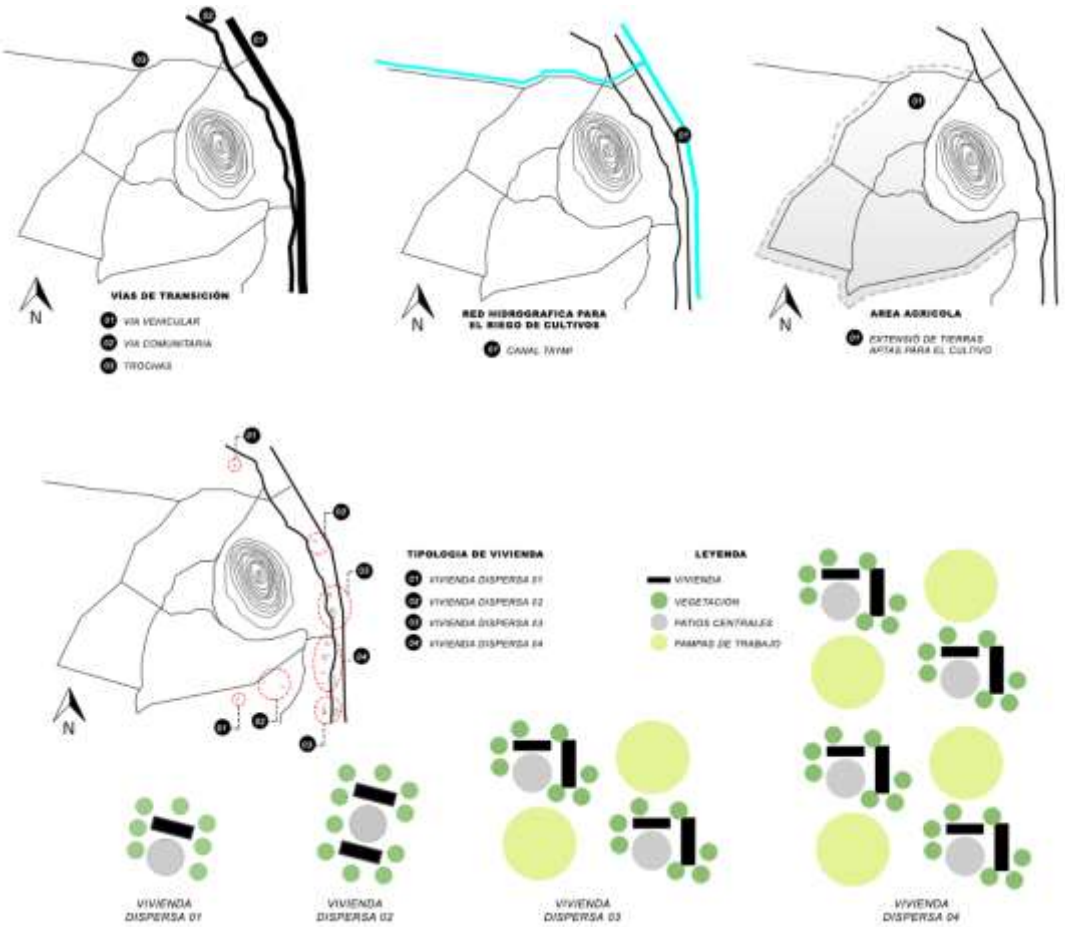 02
01
03
N
VÍAS DE TRANSICIÓN
01 VIA VEHICULAR
02 VIA COMUNITARIA
03 TROCHAS
01
N
RED HIDROGRAFICA PARA
EL RIEGO DE CULTIVOS
01 CANAL TAYMI
01
N
AREA AGRICOLA
01 EXTENSIÓ DE TIERRAS
APTAS PARA EL CULTIVO
01
03
04
01
02
03
N
TIPOLOGIA DE VIVIENDA
01 VIVIENDA DISPERSA 01
02 VIVIENDA DISPERSA 02
03 VIVIENDA DISPERSA 03
04 VIVIENDA DISPERSA 04
LEYENDA
VIVIENDA
VEGETACIÓN
PATIOS CENTRALES
PAMPAS DE TRABAJO
VIVIENDA
DISPERSA 01
VIVIENDA
DISPERSA 02
VIVIENDA
DISPERSA 03
VIVIENDA
DISPERSA 04